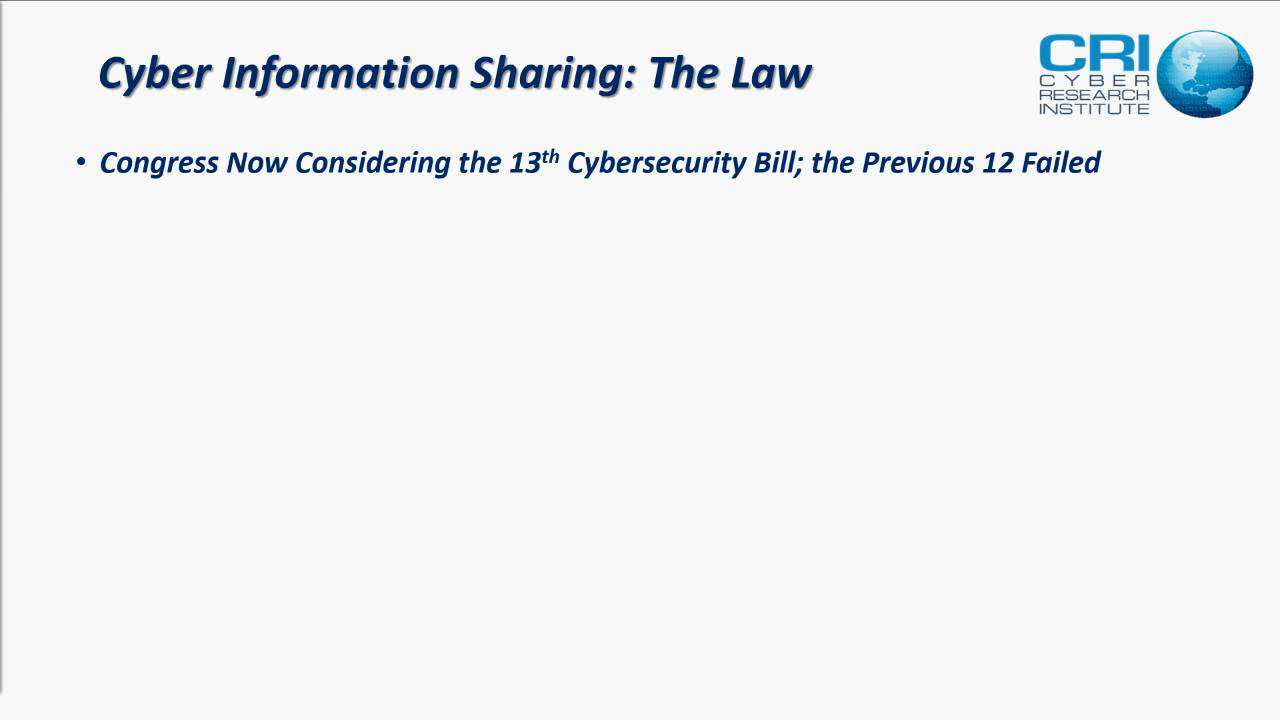 Cyber Information Sharing: The Law
CRI
CYBER
RESEARCH
INSTITUTE
• Congress Now Considering the 13th Cybersecurity Bill; the Previous 12 Failed